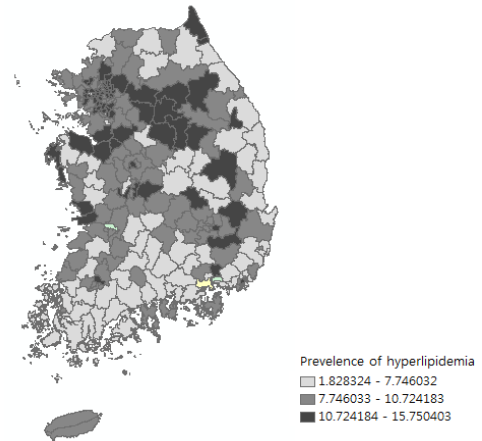 Prevelence of hyperlipidemia
1.828324 - 7.746032
7.746033 - 10.724183
10.724184 - 15.750403